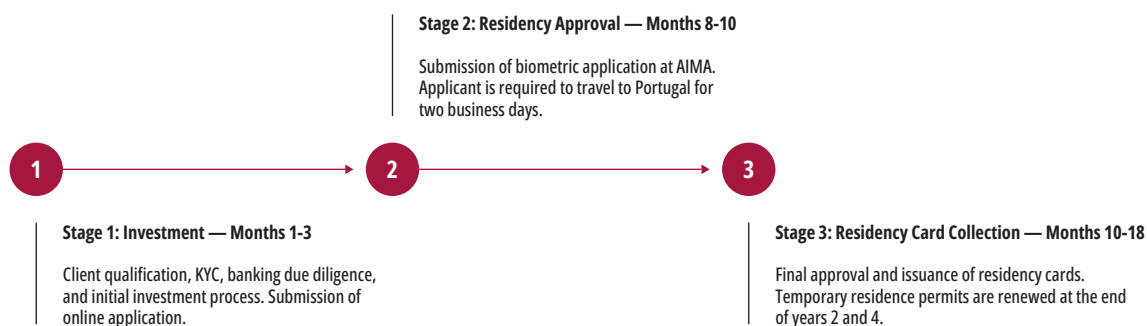 Stage 2: Residency Approval — Months 8-10
Submission of biometric application at AIMA.
Applicant is required to travel to Portugal for
two business days.
1
2
3
Stage 1: Investment — Months 1-3
Client qualification, KYC, banking due diligence,
and initial investment process. Submission of
online application.
Stage 3: Residency Card Collection — Months 10-18
Final approval and issuance of residency cards.
Temporary residence permits are renewed at the end
of years 2 and 4.